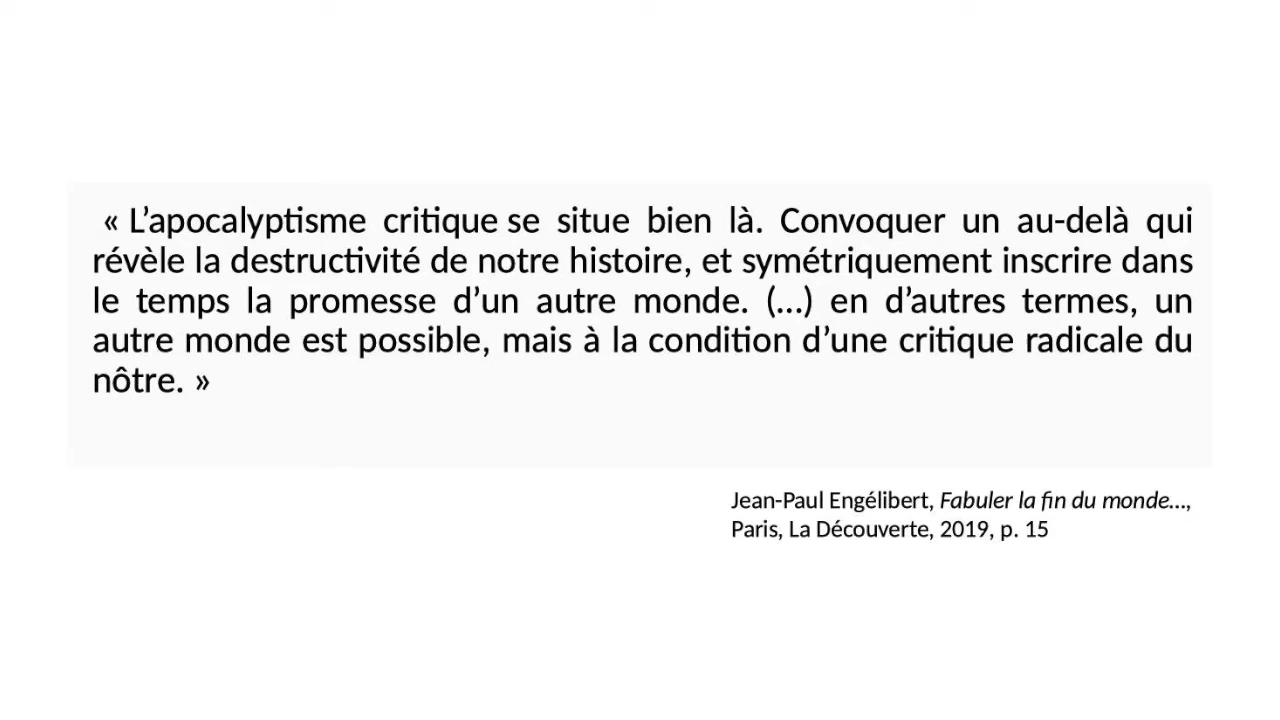 « L’apocalyptisme critique se situe bien là. Convoquer un au-delà qui
révèle la destructivité de notre histoire, et symétriquement inscrire dans
le temps la promesse d’un autre monde. (…) en d’autres termes, un
autre monde est possible, mais à la condition d’une critique radicale du
nôtre. »
Jean-Paul Engélibert, Fabuler la fin du monde…,
Paris, La Découverte, 2019, p. 15